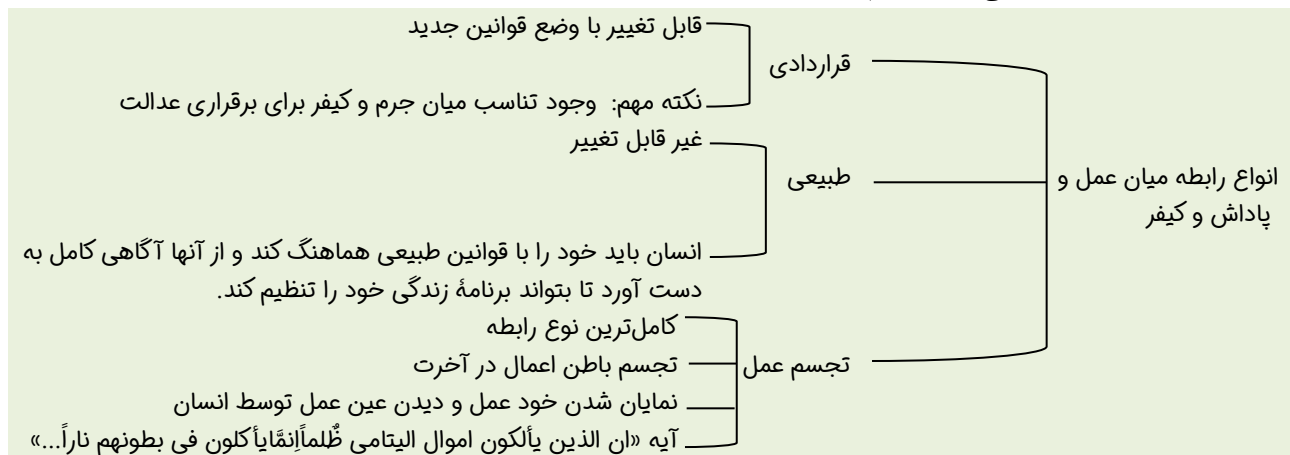 انواع رابطه میان عمل و
پاداش و کیفر
قراردادی
قابل تغییر با وضع قوانین جدید
نکته مهم: وجود تناسب میان جرم و کیفر برای برقراری عدالت
طبیعی
غیر قابل تغییر
انسان باید خود را با قوانین طبیعی هماهنگ کند و از آنها آگاهی کامل به
دست آورد تا بتواند برنامۀ زندگی خود را تنظیم کند.
تجسم عمل
کامل‌ترین نوع رابطه
تجسم باطن اعمال در آخرت
نمایان شدن خود عمل و دیدن عین عمل توسط انسان
آیه «ان الذین یألکون اموال الیتامی ظٌلماًاِنمَّایأکلون فی بطونهم ناراً...»